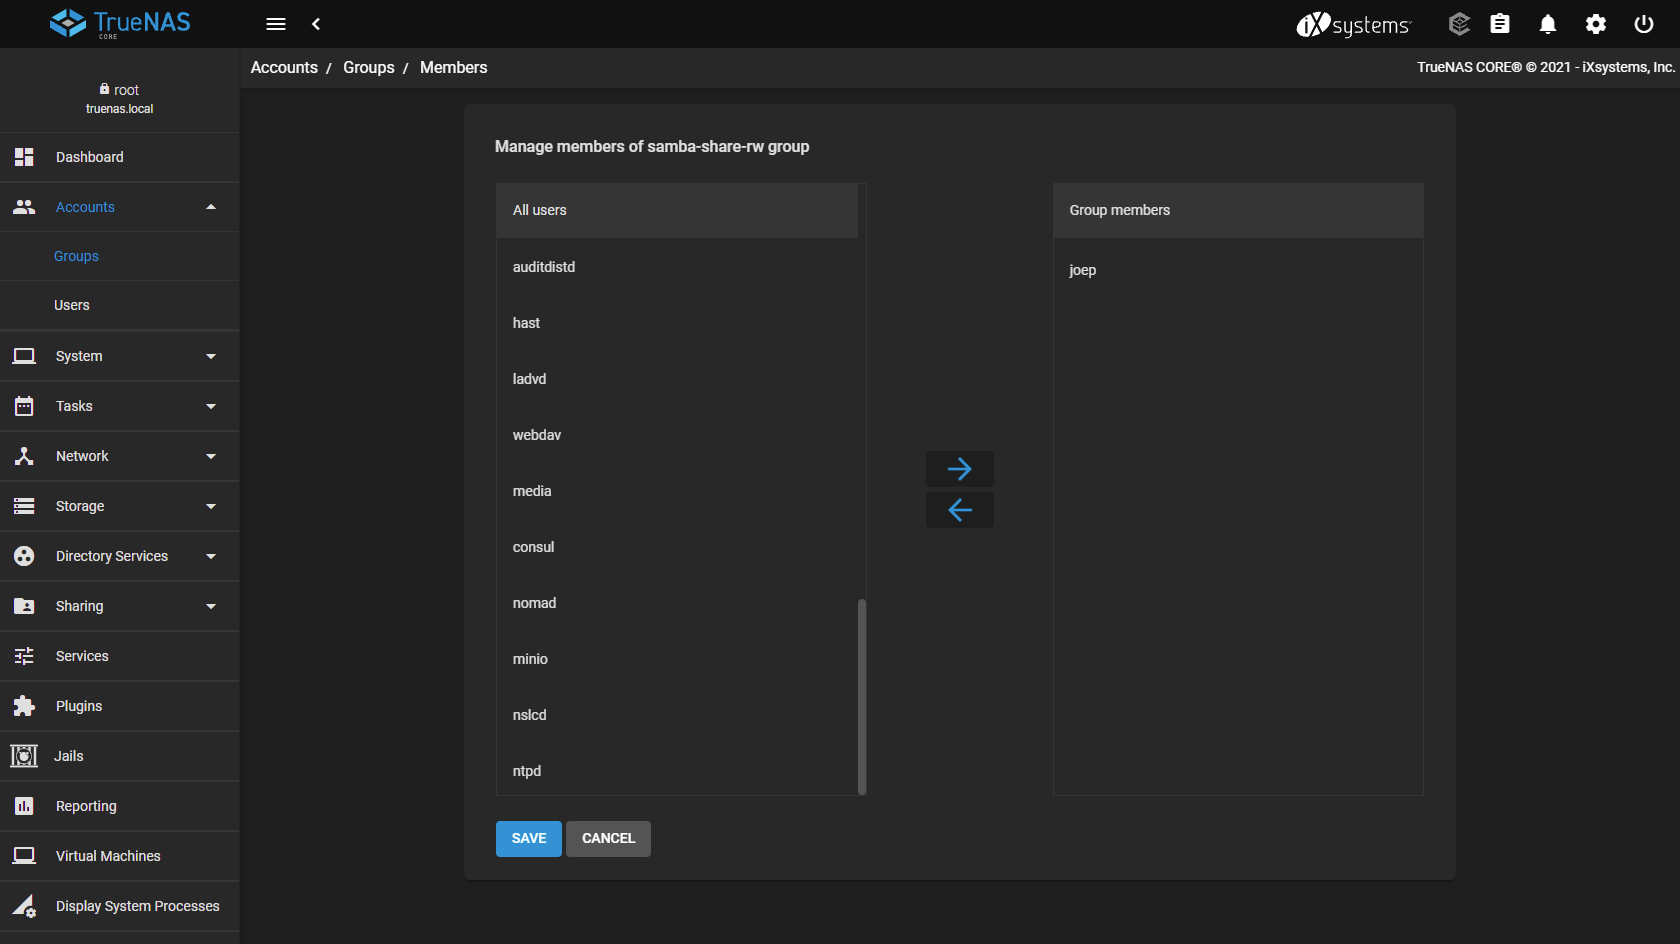 TrueNAS
CORE
iXsystems
root
truenas.local
Dashboard
Accounts
Groups
Users
System
Tasks
Network
Storage
Directory Services
Sharing
Services
Plugins
Jails
Reporting
Virtual Machines
Display System Processes
Accounts / Groups / Members
TrueNAS CORE® © 2021 - iXsystems, Inc.
Manage members of samba-share-rw group
All users
auditdistd
hast
ladvd
webdav
media
consul
nomad
minio
nslcd
ntpd
Group members
joep
SAVE
CANCEL